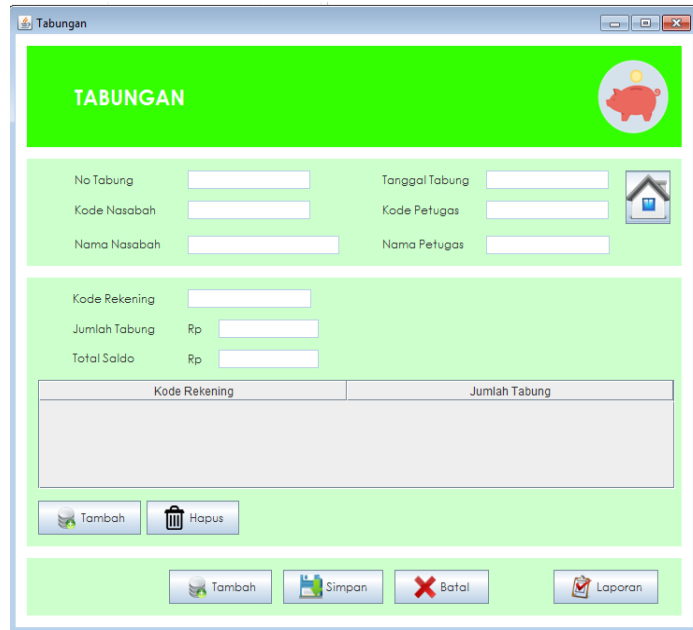 Tabungan
TABUNGAN
No Tabung
Tanggal Tabung
Kode Nasabah
Kode Petugas
Nama Nasabah
Nama Petugas
Kode Rekening
Jumlah Tabung Rp
Total Saldo Rp
Kode Rekening Jumlah Tabung
Tambah Hapus
Tambah Simpan Batal Laporan